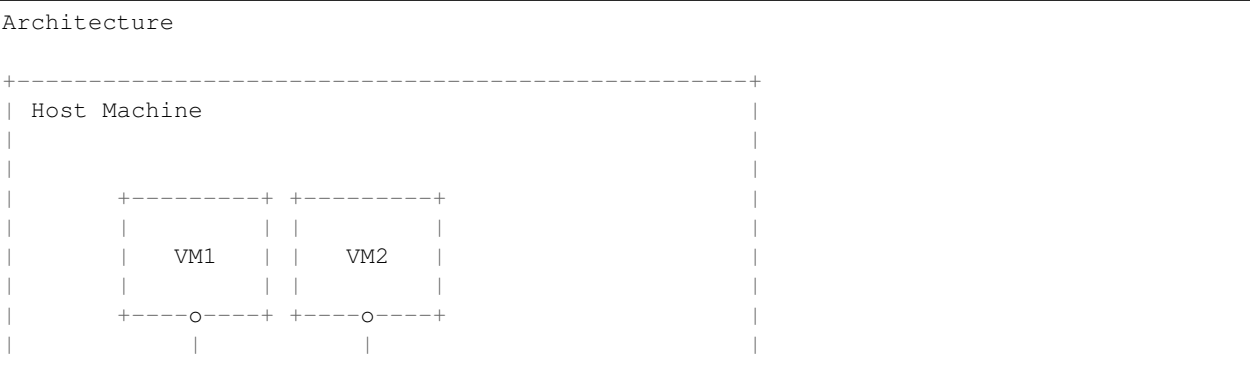 Architecture
+---------------------------------------------------+
| Host Machine                                      |
|                                                   |
|                                                   |
|       +---------+ +---------+                     |
|       |         | |         |                     |
|       |   VM1   | |   VM2   |                     |
|       |         | |         |                     |
|       +----o----+ +----o----+                     |
|            |           |                          |